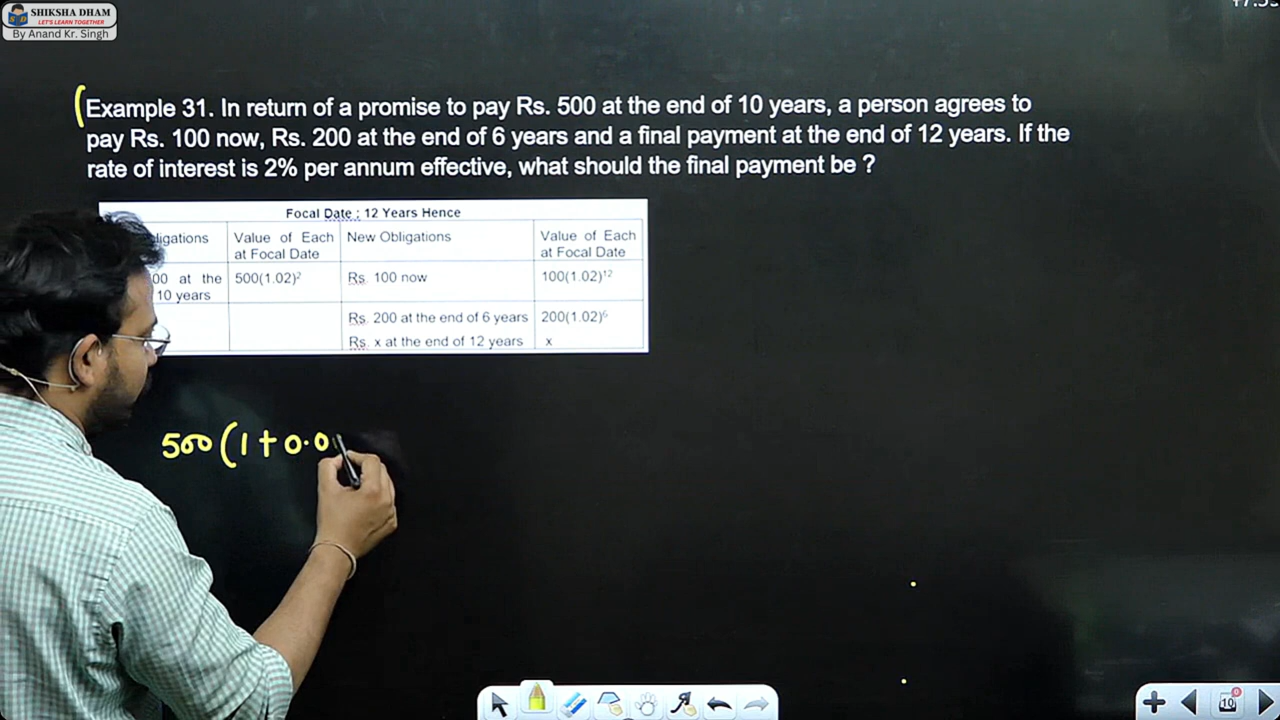 SHIKSHA DHAM
LET'S LEARN TOGETHER
By Anand Kr. Singh
Example 31. In return of a promise to pay Rs. 500 at the end of 10 years, a person agrees to
pay Rs. 100 now, Rs. 200 at the end of 6 years and a final payment at the end of 12 years. If the
rate of interest is 2% per annum effective, what should the final payment be ?
Focal Date : 12 Years Hence
ligations
Value of Each
at Focal Date
New Obligations
Value of Each
at Focal Date
00 at the
10 years
500(1.02)²
Rs. 100 now
100(1.02)¹²
Rs. 200 at the end of 6 years
200(1.02)⁶
Rs. x at the end of 12 years
x
500 (1 + 0.0
10
0